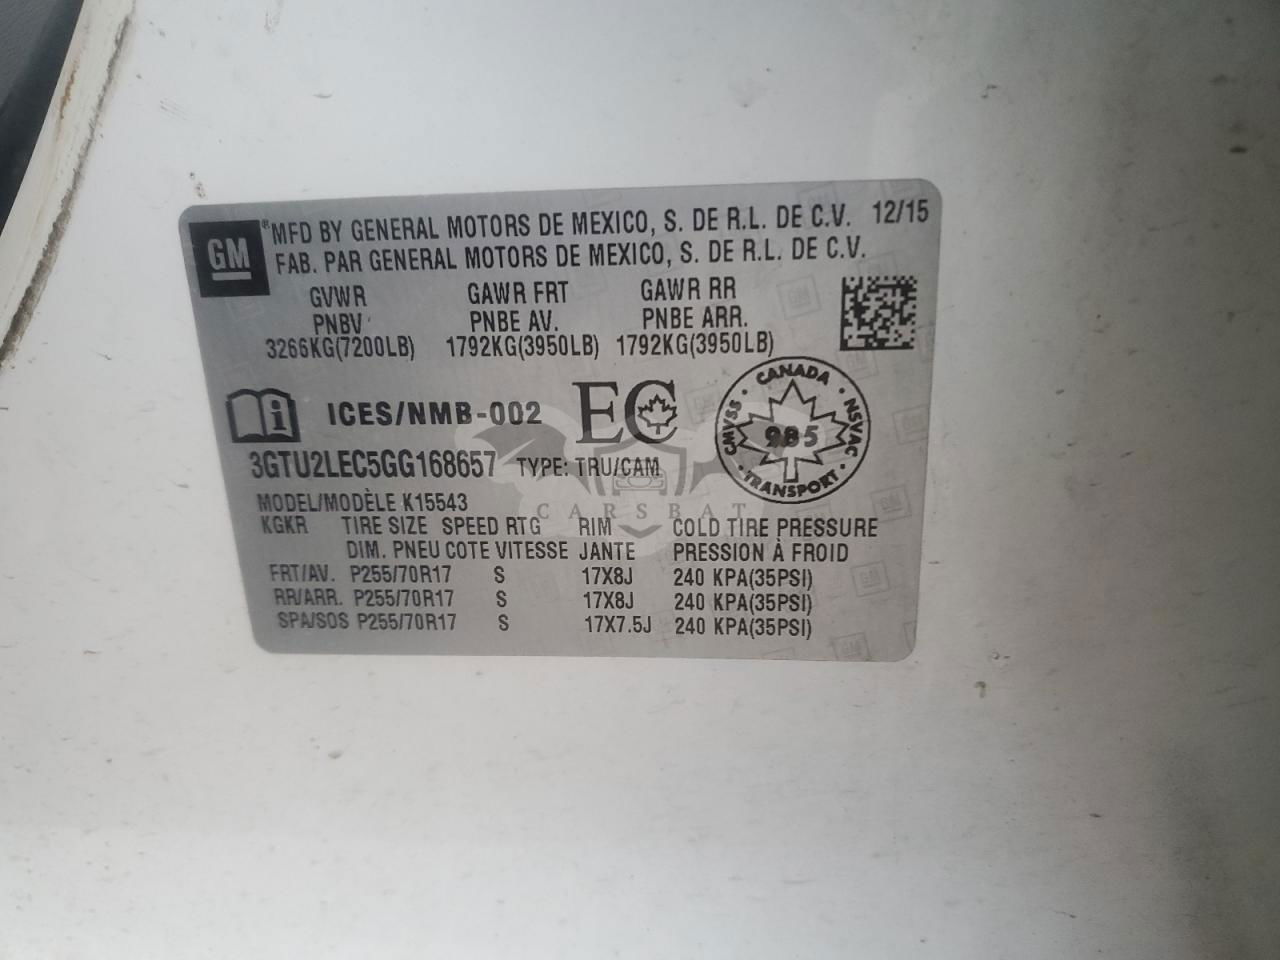 GM
® MFD BY GENERAL MOTORS DE MEXICO, S. DE R.L. DE C.V. 12/15
FAB. PAR GENERAL MOTORS DE MEXICO, S. DE R.L. DE C.V.
GVWR GAWR FRT GAWR RR
PNBV PNBE AV. PNBE ARR.
3266KG(7200LB) 1792KG(3950LB) 1792KG(3950LB)
i ICES/NMB-002 EC
CANADA
CMVSS 985 NSVAC
TRANSPORT
3GTU2LEC5GG168657 TYPE: TRU/CAM
MODEL/MODÈLE K15543
CARSBAT
KGKR TIRE SIZE SPEED RTG RIM COLD TIRE PRESSURE
DIM. PNEU COTE VITESSE JANTE PRESSION À FROID
FRT/AV. P255/70R17 S 17X8J 240 KPA(35PSI)
RR/ARR. P255/70R17 S 17X8J 240 KPA(35PSI)
SPA/SOS P255/70R17 S 17X7.5J 240 KPA(35PSI)